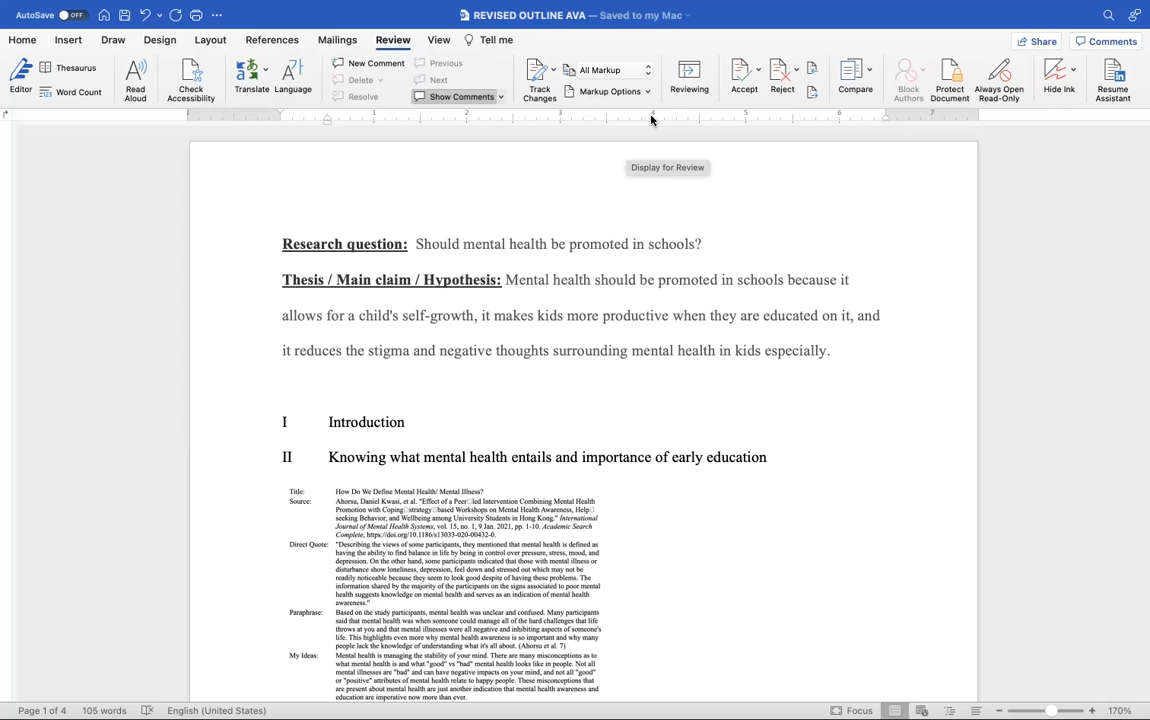 AutoSave OFF
REVISED OUTLINE AVA — Saved to my Mac
Home Insert Draw Design Layout References Mailings Review View Tell me
Share Comments
Editor
Thesaurus
Word Count
Read Aloud
Check Accessibility
Translate
Language
New Comment
Delete
Resolve
Previous
Next
Show Comments
Track Changes
All Markup
Markup Options
Reviewing
Accept
Reject
Compare
Block Authors
Protect Document
Always Open Read-Only
Hide Ink
Resume Assistant
1 1 2 3 4 5 6 7
Display for Review
Research question: Should mental health be promoted in schools?
Thesis / Main claim / Hypothesis: Mental health should be promoted in schools because it
allows for a child's self-growth, it makes kids more productive when they are educated on it, and
it reduces the stigma and negative thoughts surrounding mental health in kids especially.
I Introduction
II Knowing what mental health entails and importance of early education
Title: How Do We Define Mental Health/ Mental Illness?
Source: Ahorsu, Daniel Kwasi, et al. "Effect of a Peer□led Intervention Combining Mental Health
Promotion with Coping□strategy□based Workshops on Mental Health Awareness, Help□
seeking Behavior, and Wellbeing among University Students in Hong Kong." International
Journal of Mental Health Systems, vol. 15, no. 1, 9 Jan. 2021, pp. 1-10. Academic Search
Complete, https://doi.org/10.1186/s13033-020-00432-0.
Direct Quote: "Describing the views of some participants, they mentioned that mental health is defined as
having the ability to find balance in life by being in control over pressure, stress, mood, and
depression. On the other hand, some participants indicated that those with mental illness or
disturbance show loneliness, depression, feel down and stressed out which may not be
readily noticeable because they seem to look good despite of having these problems. The
information shared by the majority of the participants on the signs associated to poor mental
health suggests knowledge on mental health and serves as an indication of mental health
awareness."
Paraphrase: Based on the study participants, mental health was unclear and confused. Many participants
said that mental health was when someone could manage all of the hard challenges that life
throws at you and that mental illnesses were all negative and inhibiting aspects of someone's
life. This highlights even more why mental health awareness is so important and why many
people lack the knowledge of understanding what it's all about. (Ahorsu et al. 7)
My Ideas: Mental health is managing the stability of your mind. There are many misconceptions as to
what mental health is and what "good" vs "bad" mental health looks like in people. Not all
mental illnesses are "bad" and can have negative impacts on your mind, and not all "good"
or "positive" attributes of mental health relate to happy people. These misconceptions that
are present about mental health are just another indication that mental health awareness and
education are imperative now more than ever.
Page 1 of 4 105 words English (United States) Focus 170%